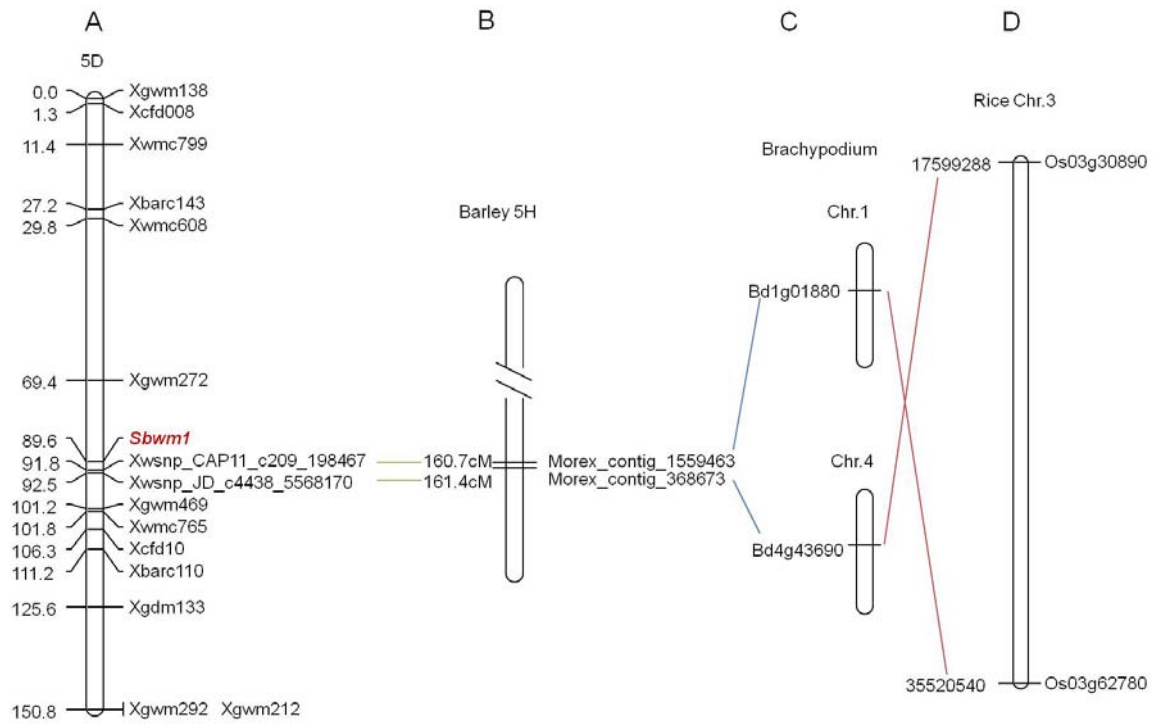 A
B
C
D
5D
0.0 Xgwm138
1.3 Xcfd008
11.4 Xwmc799
27.2 Xbarc143
29.8 Xwmc608
69.4 Xgwm272
89.6 Sbwm1
91.8 Xwsnp_CAP11_c209_198467
92.5 Xwsnp_JD_c4438_5568170
101.2 Xgwm469
101.8 Xwmc765
106.3 Xcfd10
111.2 Xbarc110
125.6 Xgdm133
150.8 Xgwm292 Xgwm212
Barley 5H
160.7cM Morex_contig_1559463
161.4cM Morex_contig_368673
Brachypodium
Chr.1
Bd1g01880
Chr.4
Bd4g43690
Rice Chr.3
17599288 Os03g30890
35520540 Os03g62780